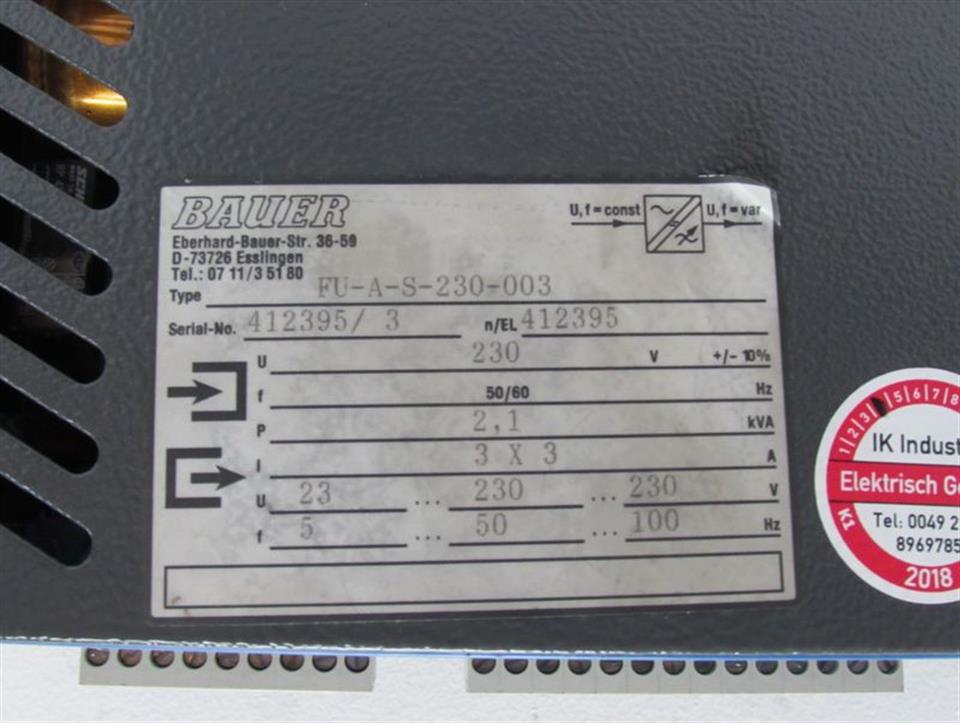 BAUER
Eberhard-Bauer-Str. 36-59
D-73726 Esslingen
Tel.: 07 11/3 51 80
U, f = const
U, f = var
Type FU-A-S-230-003
Serial-No. 412395/ 3 n/EL 412395
U 230 V +/- 10%
f 50/60 Hz
P 2,1 kVA
I 3 X 3 A
U 23 ... 230 ... 230 V
f 5 ... 50 ... 100 Hz
1 2 3 5 6 7 8
IK Indust
Elektrisch Ge
Tel: 0049 2
8969785
2018